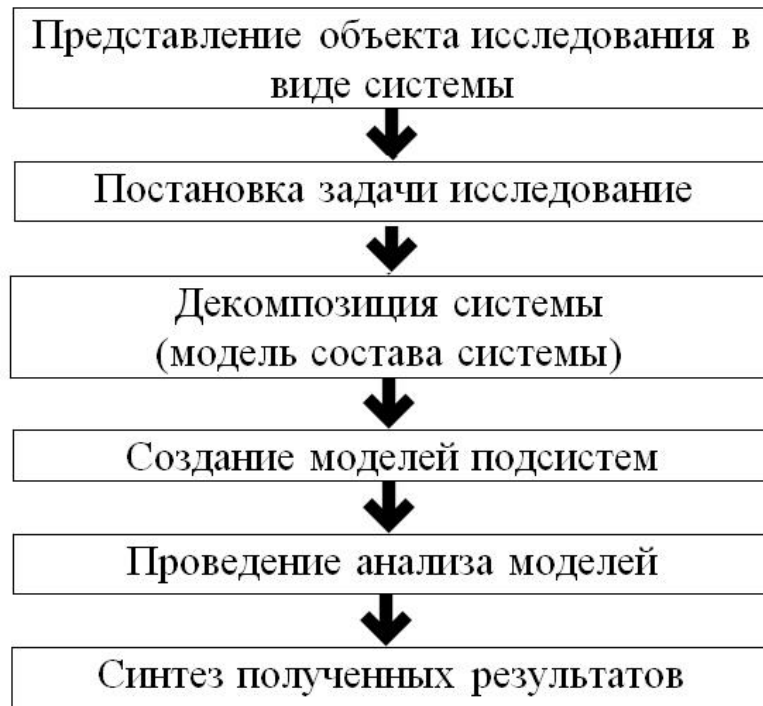 Представление объекта исследования в
виде системы
Постановка задачи исследование
Декомпозиция системы
(модель состава системы)
Создание моделей подсистем
Проведение анализа моделей
Синтез полученных результатов